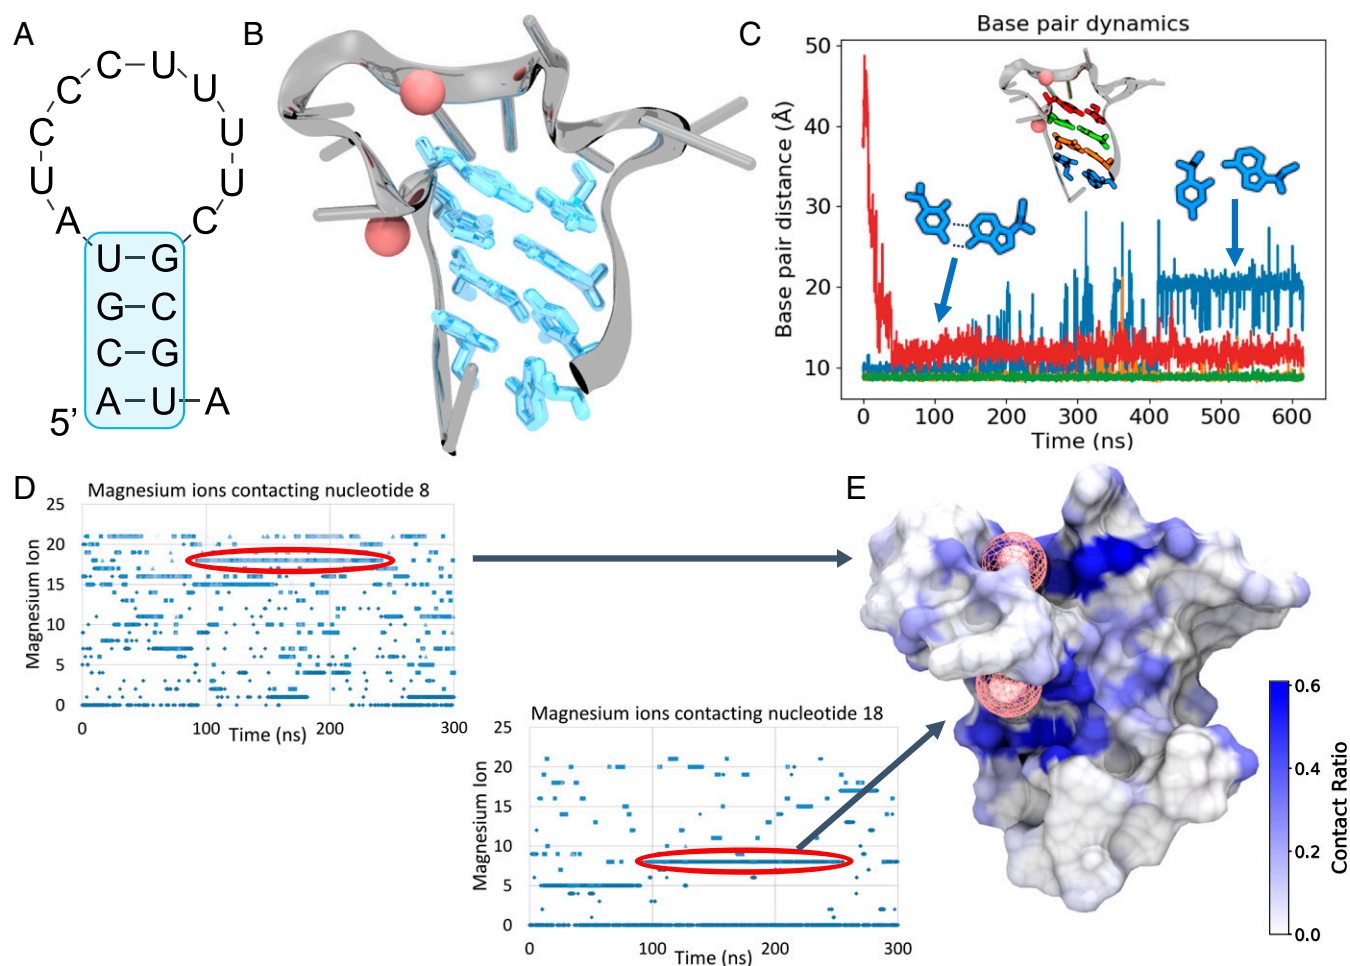 A
B
C
C U
C U
C U
U U
A C
U G
G C
C G
5' A U A
Base pair dynamics
Base pair distance (Å)
50
40
30
20
10
0 100 200 300 400 500 600
Time (ns)
D
Magnesium ions contacting nucleotide 8
Magnesium Ion
25
20
15
10
5
0
0 100 200 300
Time (ns)
Magnesium ions contacting nucleotide 18
Magnesium Ion
25
20
15
10
5
0
0 100 200 300
Time (ns)
E
0.6
0.4
0.2
0.0
Contact Ratio